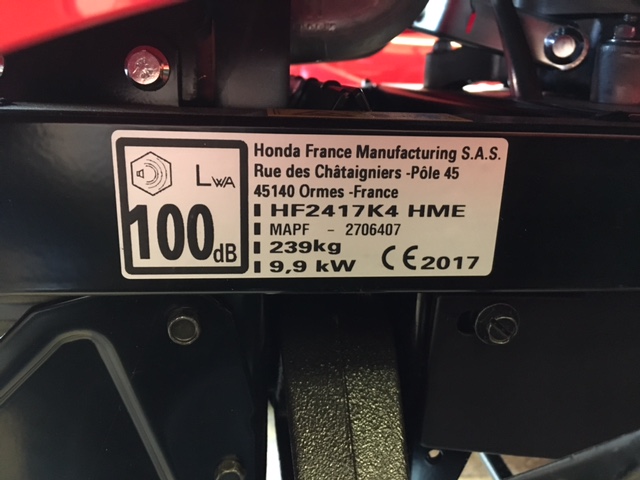 LWA
100dB
Honda France Manufacturing S.A.S.
Rue des Châtaigniers -Pôle 45
45140 Ormes -France
HF2417K4 HME
MAPF - 2706407
239kg
9,9 kW CE 2017